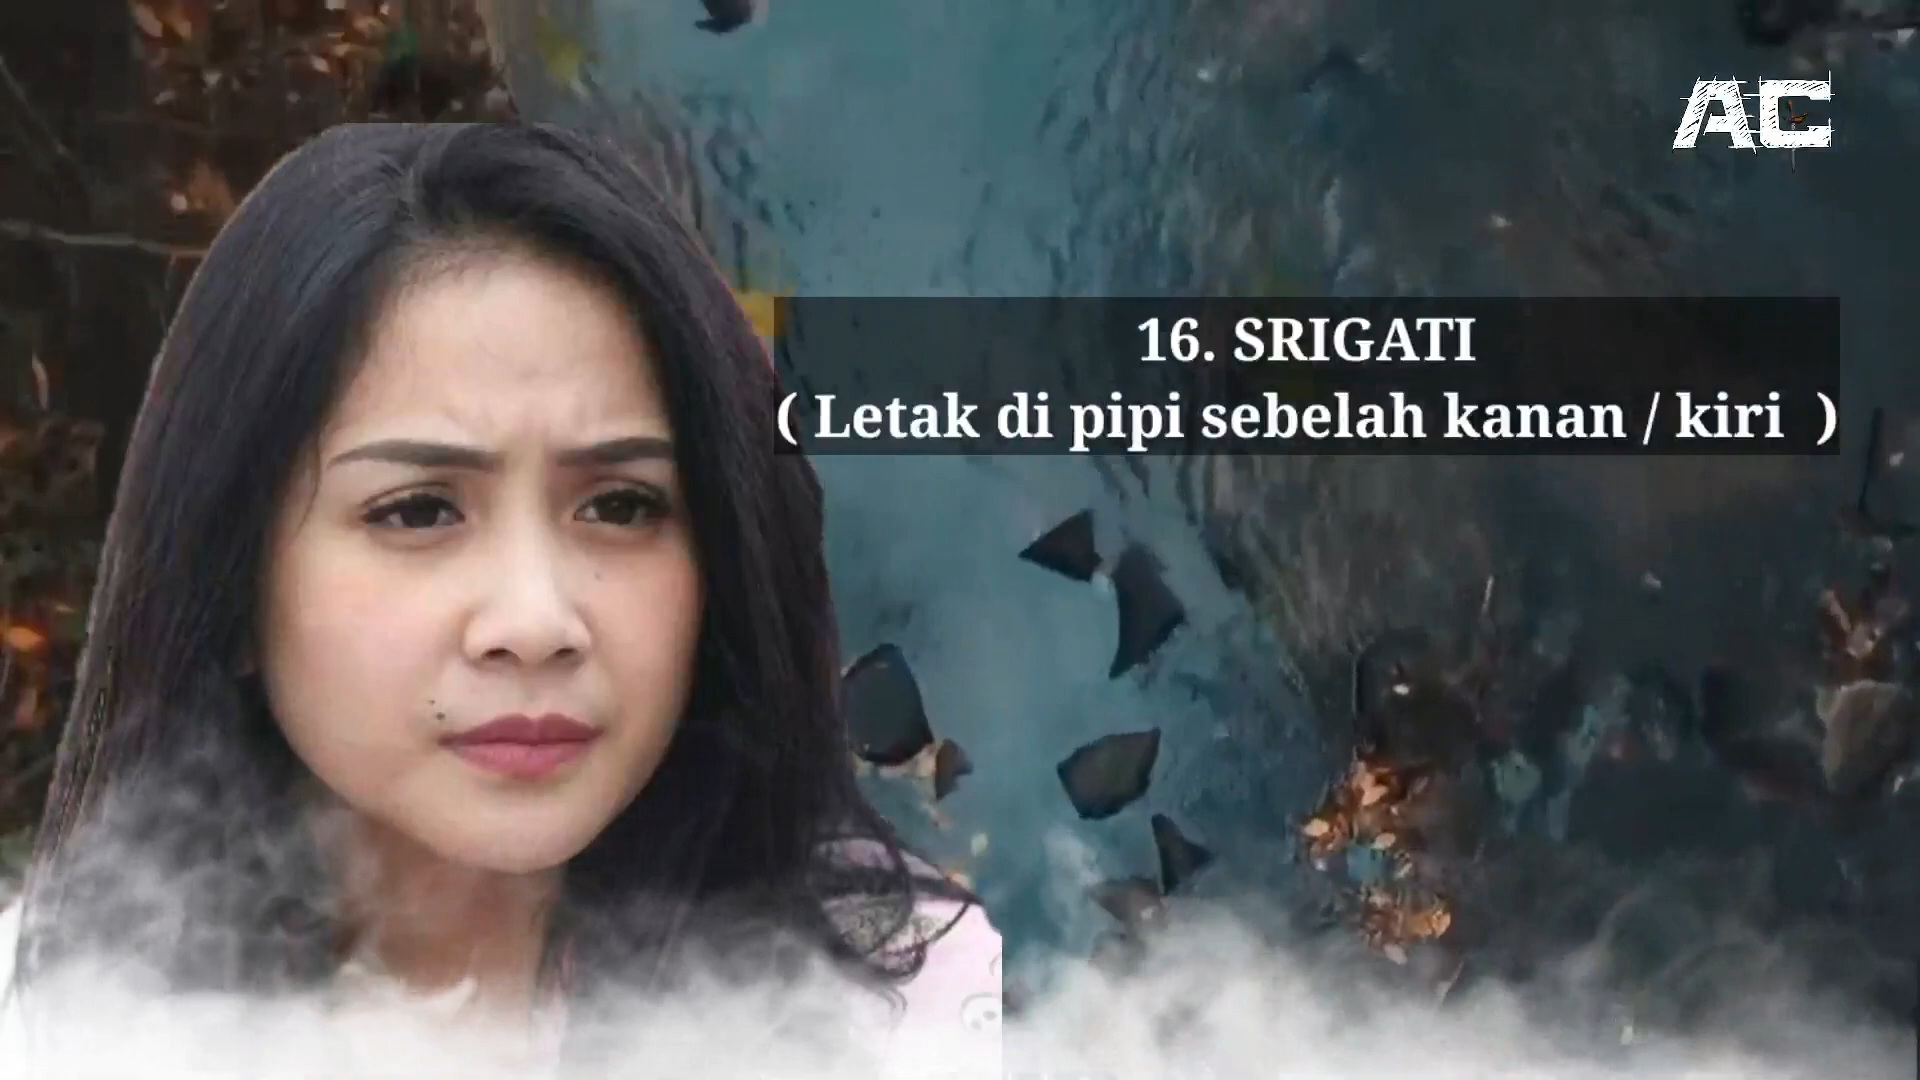 AC
16. SRIGATI
( Letak di pipi sebelah kanan / kiri )